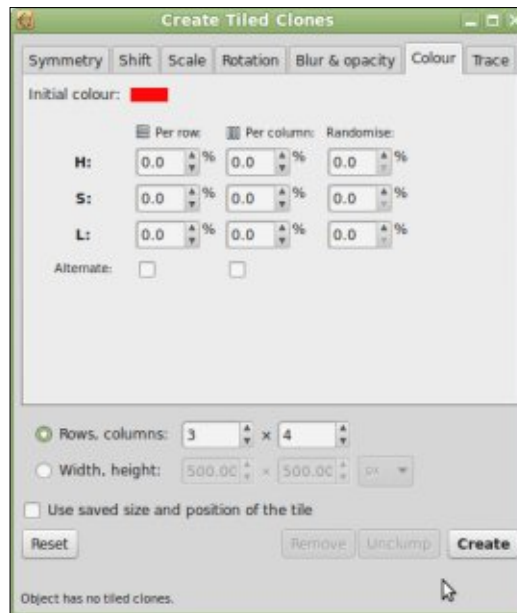 Create Tiled Clones
Symmetry Shift Scale Rotation Blur & opacity Colour Trace
Initial colour:
Per row: Per column: Randomise:
H: 0.0 % 0.0 % 0.0 %
S: 0.0 % 0.0 % 0.0 %
L: 0.0 % 0.0 % 0.0 %
Alternate:
Rows, columns: 3 × 4
Width, height: 500.00 × 500.00 px
Use saved size and position of the tile
Reset Remove Unclump Create
Object has no tiled clones.